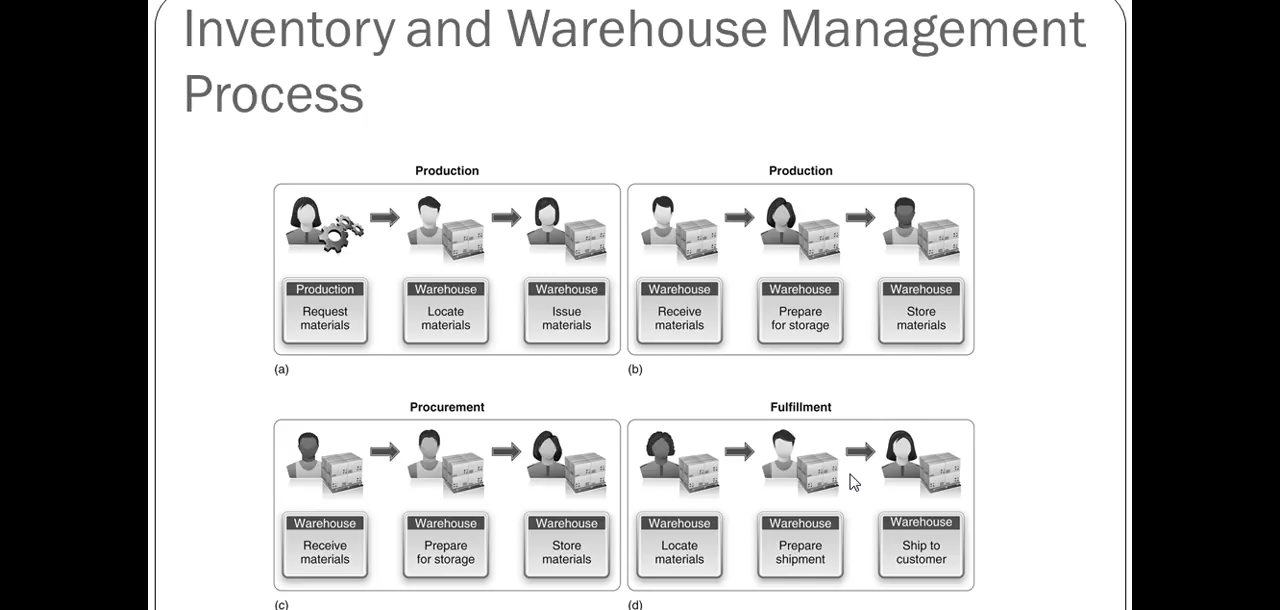 Inventory and Warehouse Management
Process
Production
Production
Production
Request
materials
Warehouse
Locate
materials
Warehouse
Issue
materials
Warehouse
Receive
materials
Warehouse
Prepare
for storage
Warehouse
Store
materials
(a)
(b)
Procurement
Fulfillment
Warehouse
Receive
materials
Warehouse
Prepare
for storage
Warehouse
Store
materials
Warehouse
Locate
materials
Warehouse
Prepare
shipment
Warehouse
Ship to
customer
(c)
(d)